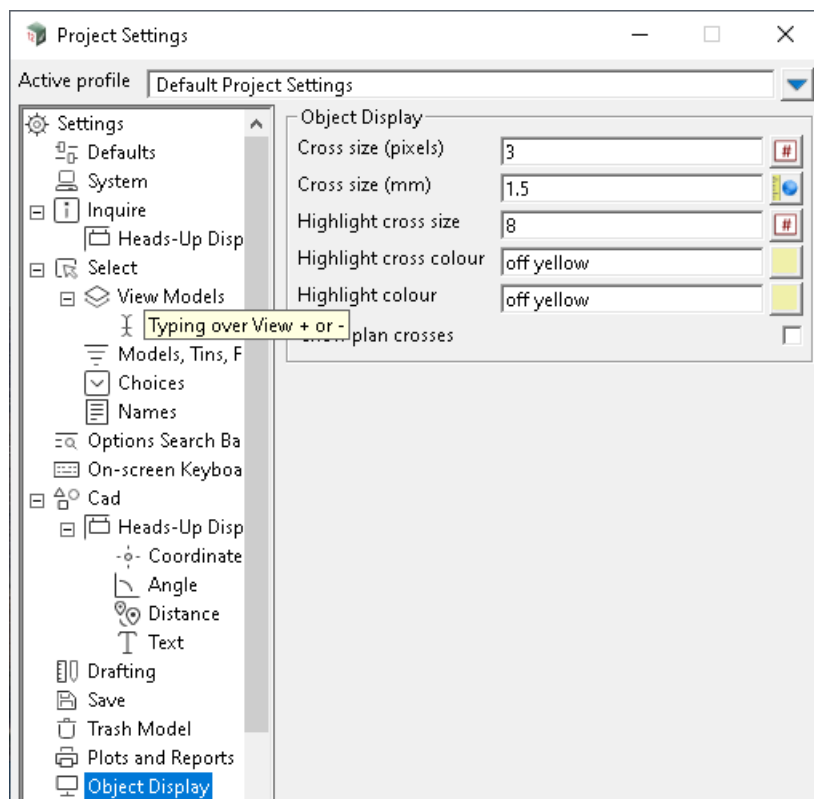 Project Settings
Active profile Default Project Settings
Settings
Defaults
System
Inquire
Heads-Up Disp
Select
View Models
Typing over View + or -
Models, Tins, F
Choices
Names
Options Search Ba
On-screen Keyboa
Cad
Heads-Up Disp
Coordinate
Angle
Distance
Text
Drafting
Save
Trash Model
Plots and Reports
Object Display
Object Display
Cross size (pixels) 3
Cross size (mm) 1.5
Highlight cross size 8
Highlight cross colour off yellow
Highlight colour off yellow
plan crosses